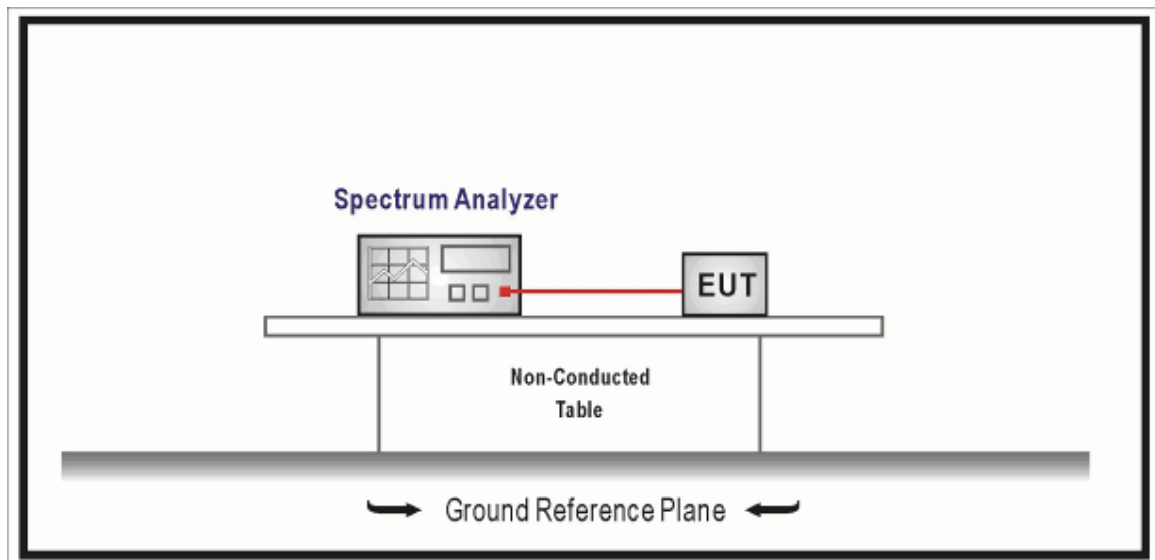 Spectrum Analyzer
EUT
Non-Conducted
Table
Ground Reference Plane